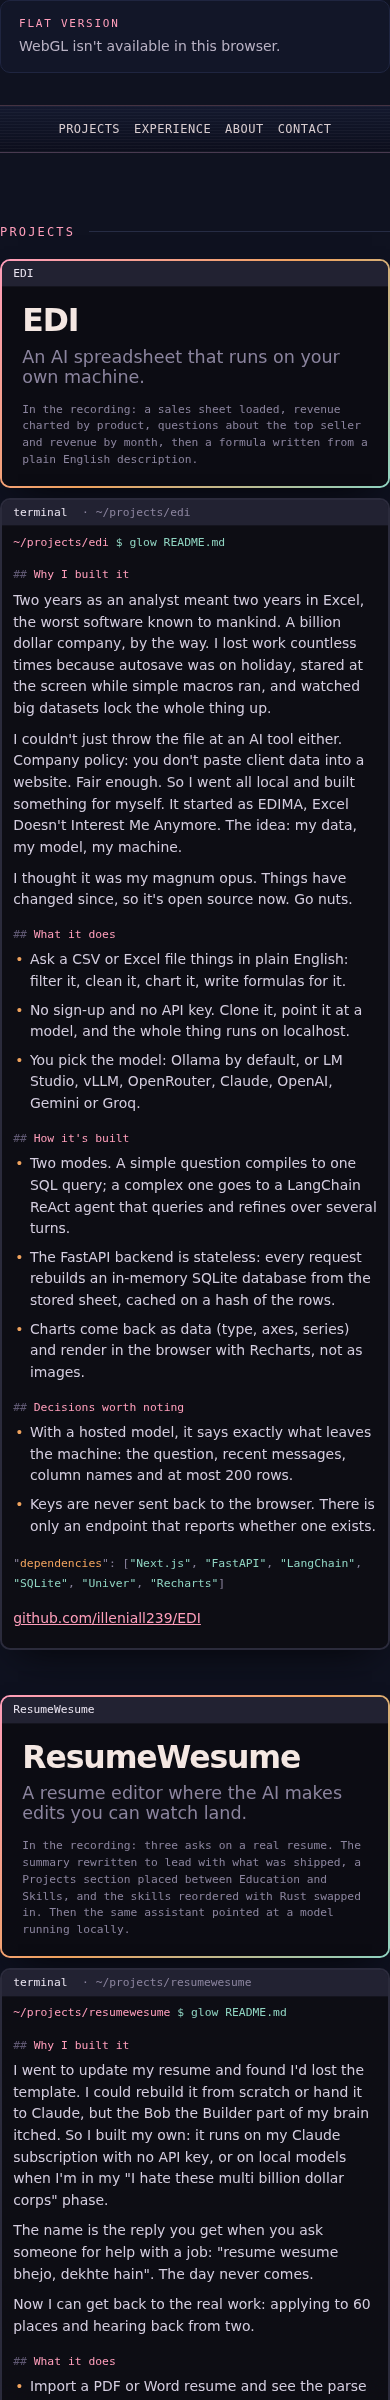 FLAT VERSION
WebGL isn't available in this browser.
PROJECTS EXPERIENCE ABOUT CONTACT
PROJECTS
EDI
EDI
An AI spreadsheet that runs on your
own machine.
In the recording: a sales sheet loaded, revenue
charted by product, questions about the top seller
and revenue by month, then a formula written from a
plain English description.
terminal · ~/projects/edi
~/projects/edi $ glow README.md
## Why I built it
Two years as an analyst meant two years in Excel,
the worst software known to mankind. A billion
dollar company, by the way. I lost work countless
times because autosave was on holiday, stared at
the screen while simple macros ran, and watched
big datasets lock the whole thing up.
I couldn't just throw the file at an AI tool either.
Company policy: you don't paste client data into a
website. Fair enough. So I went all local and built
something for myself. It started as EDIMA, Excel
Doesn't Interest Me Anymore. The idea: my data,
my model, my machine.
I thought it was my magnum opus. Things have
changed since, so it's open source now. Go nuts.
## What it does
• Ask a CSV or Excel file things in plain English:
filter it, clean it, chart it, write formulas for it.
• No sign-up and no API key. Clone it, point it at a
model, and the whole thing runs on localhost.
• You pick the model: Ollama by default, or LM
Studio, vLLM, OpenRouter, Claude, OpenAI,
Gemini or Groq.
## How it's built
• Two modes. A simple question compiles to one
SQL query; a complex one goes to a LangChain
ReAct agent that queries and refines over several
turns.
• The FastAPI backend is stateless: every request
rebuilds an in-memory SQLite database from the
stored sheet, cached on a hash of the rows.
• Charts come back as data (type, axes, series)
and render in the browser with Recharts, not as
images.
## Decisions worth noting
• With a hosted model, it says exactly what leaves
the machine: the question, recent messages,
column names and at most 200 rows.
• Keys are never sent back to the browser. There is
only an endpoint that reports whether one exists.
"dependencies": ["Next.js", "FastAPI", "LangChain",
"SQLite", "Univer", "Recharts"]
github.com/illeniall239/EDI
ResumeWesume
ResumeWesume
A resume editor where the AI makes
edits you can watch land.
In the recording: three asks on a real resume. The
summary rewritten to lead with what was shipped, a
Projects section placed between Education and
Skills, and the skills reordered with Rust swapped
in. Then the same assistant pointed at a model
running locally.
terminal · ~/projects/resumewesume
~/projects/resumewesume $ glow README.md
## Why I built it
I went to update my resume and found I'd lost the
template. I could rebuild it from scratch or hand it
to Claude, but the Bob the Builder part of my brain
itched. So I built my own: it runs on my Claude
subscription with no API key, or on local models
when I'm in my "I hate these multi billion dollar
corps" phase.
The name is the reply you get when you ask
someone for help with a job: "resume wesume
bhejo, dekhte hain". The day never comes.
Now I can get back to the real work: applying to 60
places and hearing back from two.
## What it does
• Import a PDF or Word resume and see the parse